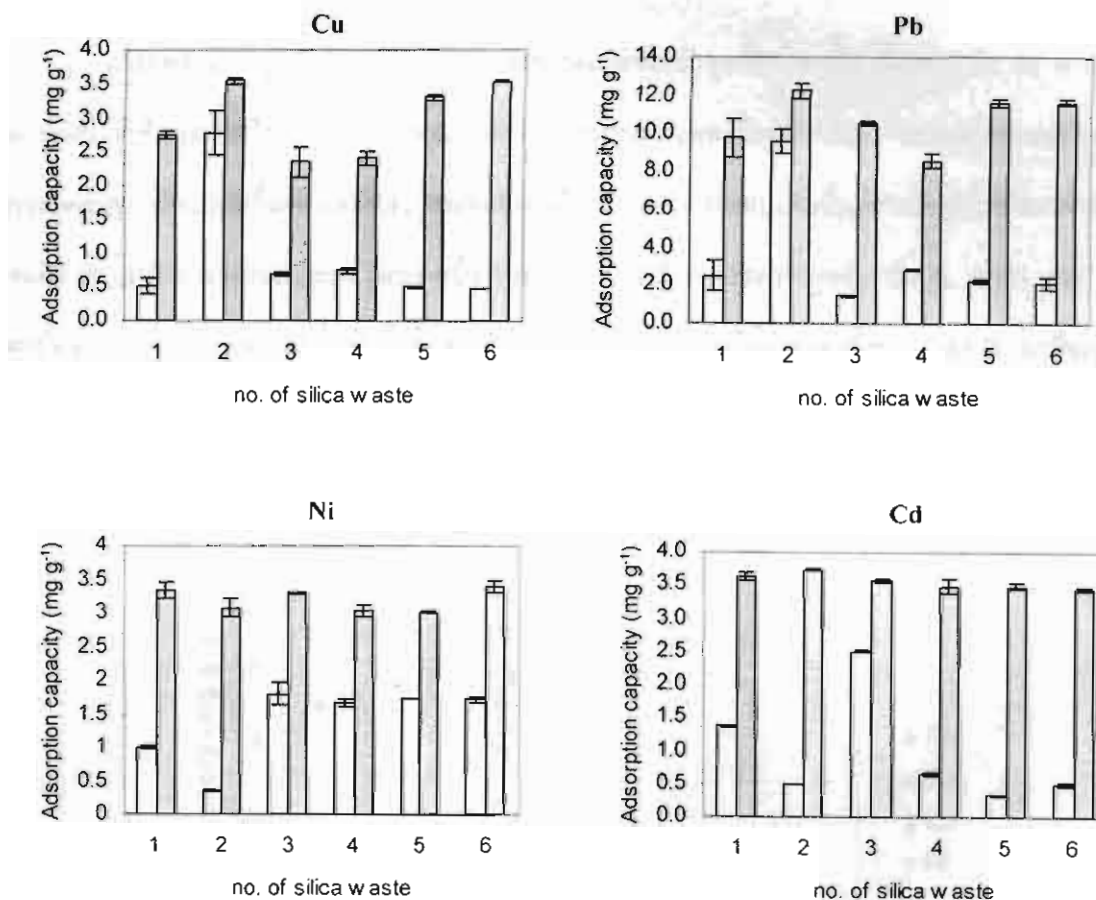 Cu
Adsorption capacity (mg g⁻¹)
4.0
3.5
3.0
2.5
2.0
1.5
1.0
0.5
0.0
1 2 3 4 5 6
no. of silica waste
Pb
Adsorption capacity (mg g⁻¹)
14.0
12.0
10.0
8.0
6.0
4.0
2.0
0.0
1 2 3 4 5 6
no. of silica waste
Ni
Adsorption capacity (mg g⁻¹)
4
3.5
3
2.5
2
1.5
1
0.5
0
1 2 3 4 5 6
no. of silica waste
Cd
Adsorption capacity (mg g⁻¹)
4.0
3.5
3.0
2.5
2.0
1.5
1.0
0.5
0.0
1 2 3 4 5 6
no. of silica waste